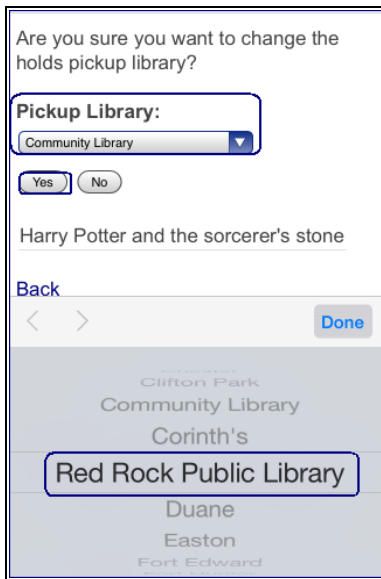 Are you sure you want to change the
holds pickup library?
Pickup Library:
Community Library
Yes No
Harry Potter and the sorcerer's stone
Back
Done
Clifton Park
Community Library
Corinth's
Red Rock Public Library
Duane
Easton
Fort Edward